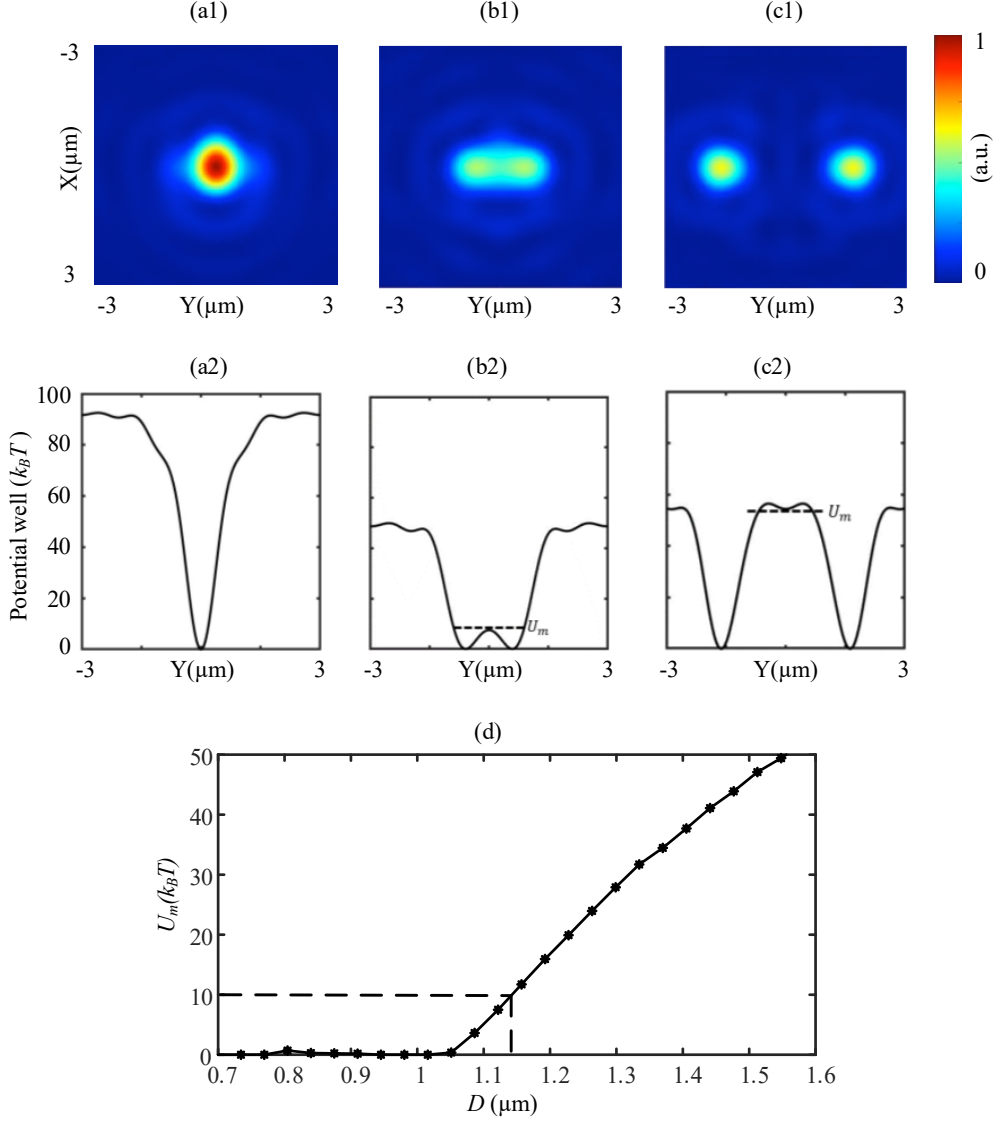 (a1) (b1) (c1)
-3
X(µm)
3
-3 Y(µm) 3
-3 Y(µm) 3
-3 Y(µm) 3
1
(a.u.)
0
(a2) (b2) (c2)
Potential well (k_BT)
100
80
60
40
20
0
U_m
U_m
-3 Y(µm) 3
-3 Y(µm) 3
-3 Y(µm) 3
(d)
U_m(k_BT)
50
40
30
20
10
0
0.7 0.8 0.9 1 1.1 1.2 1.3 1.4 1.5 1.6
D (µm)